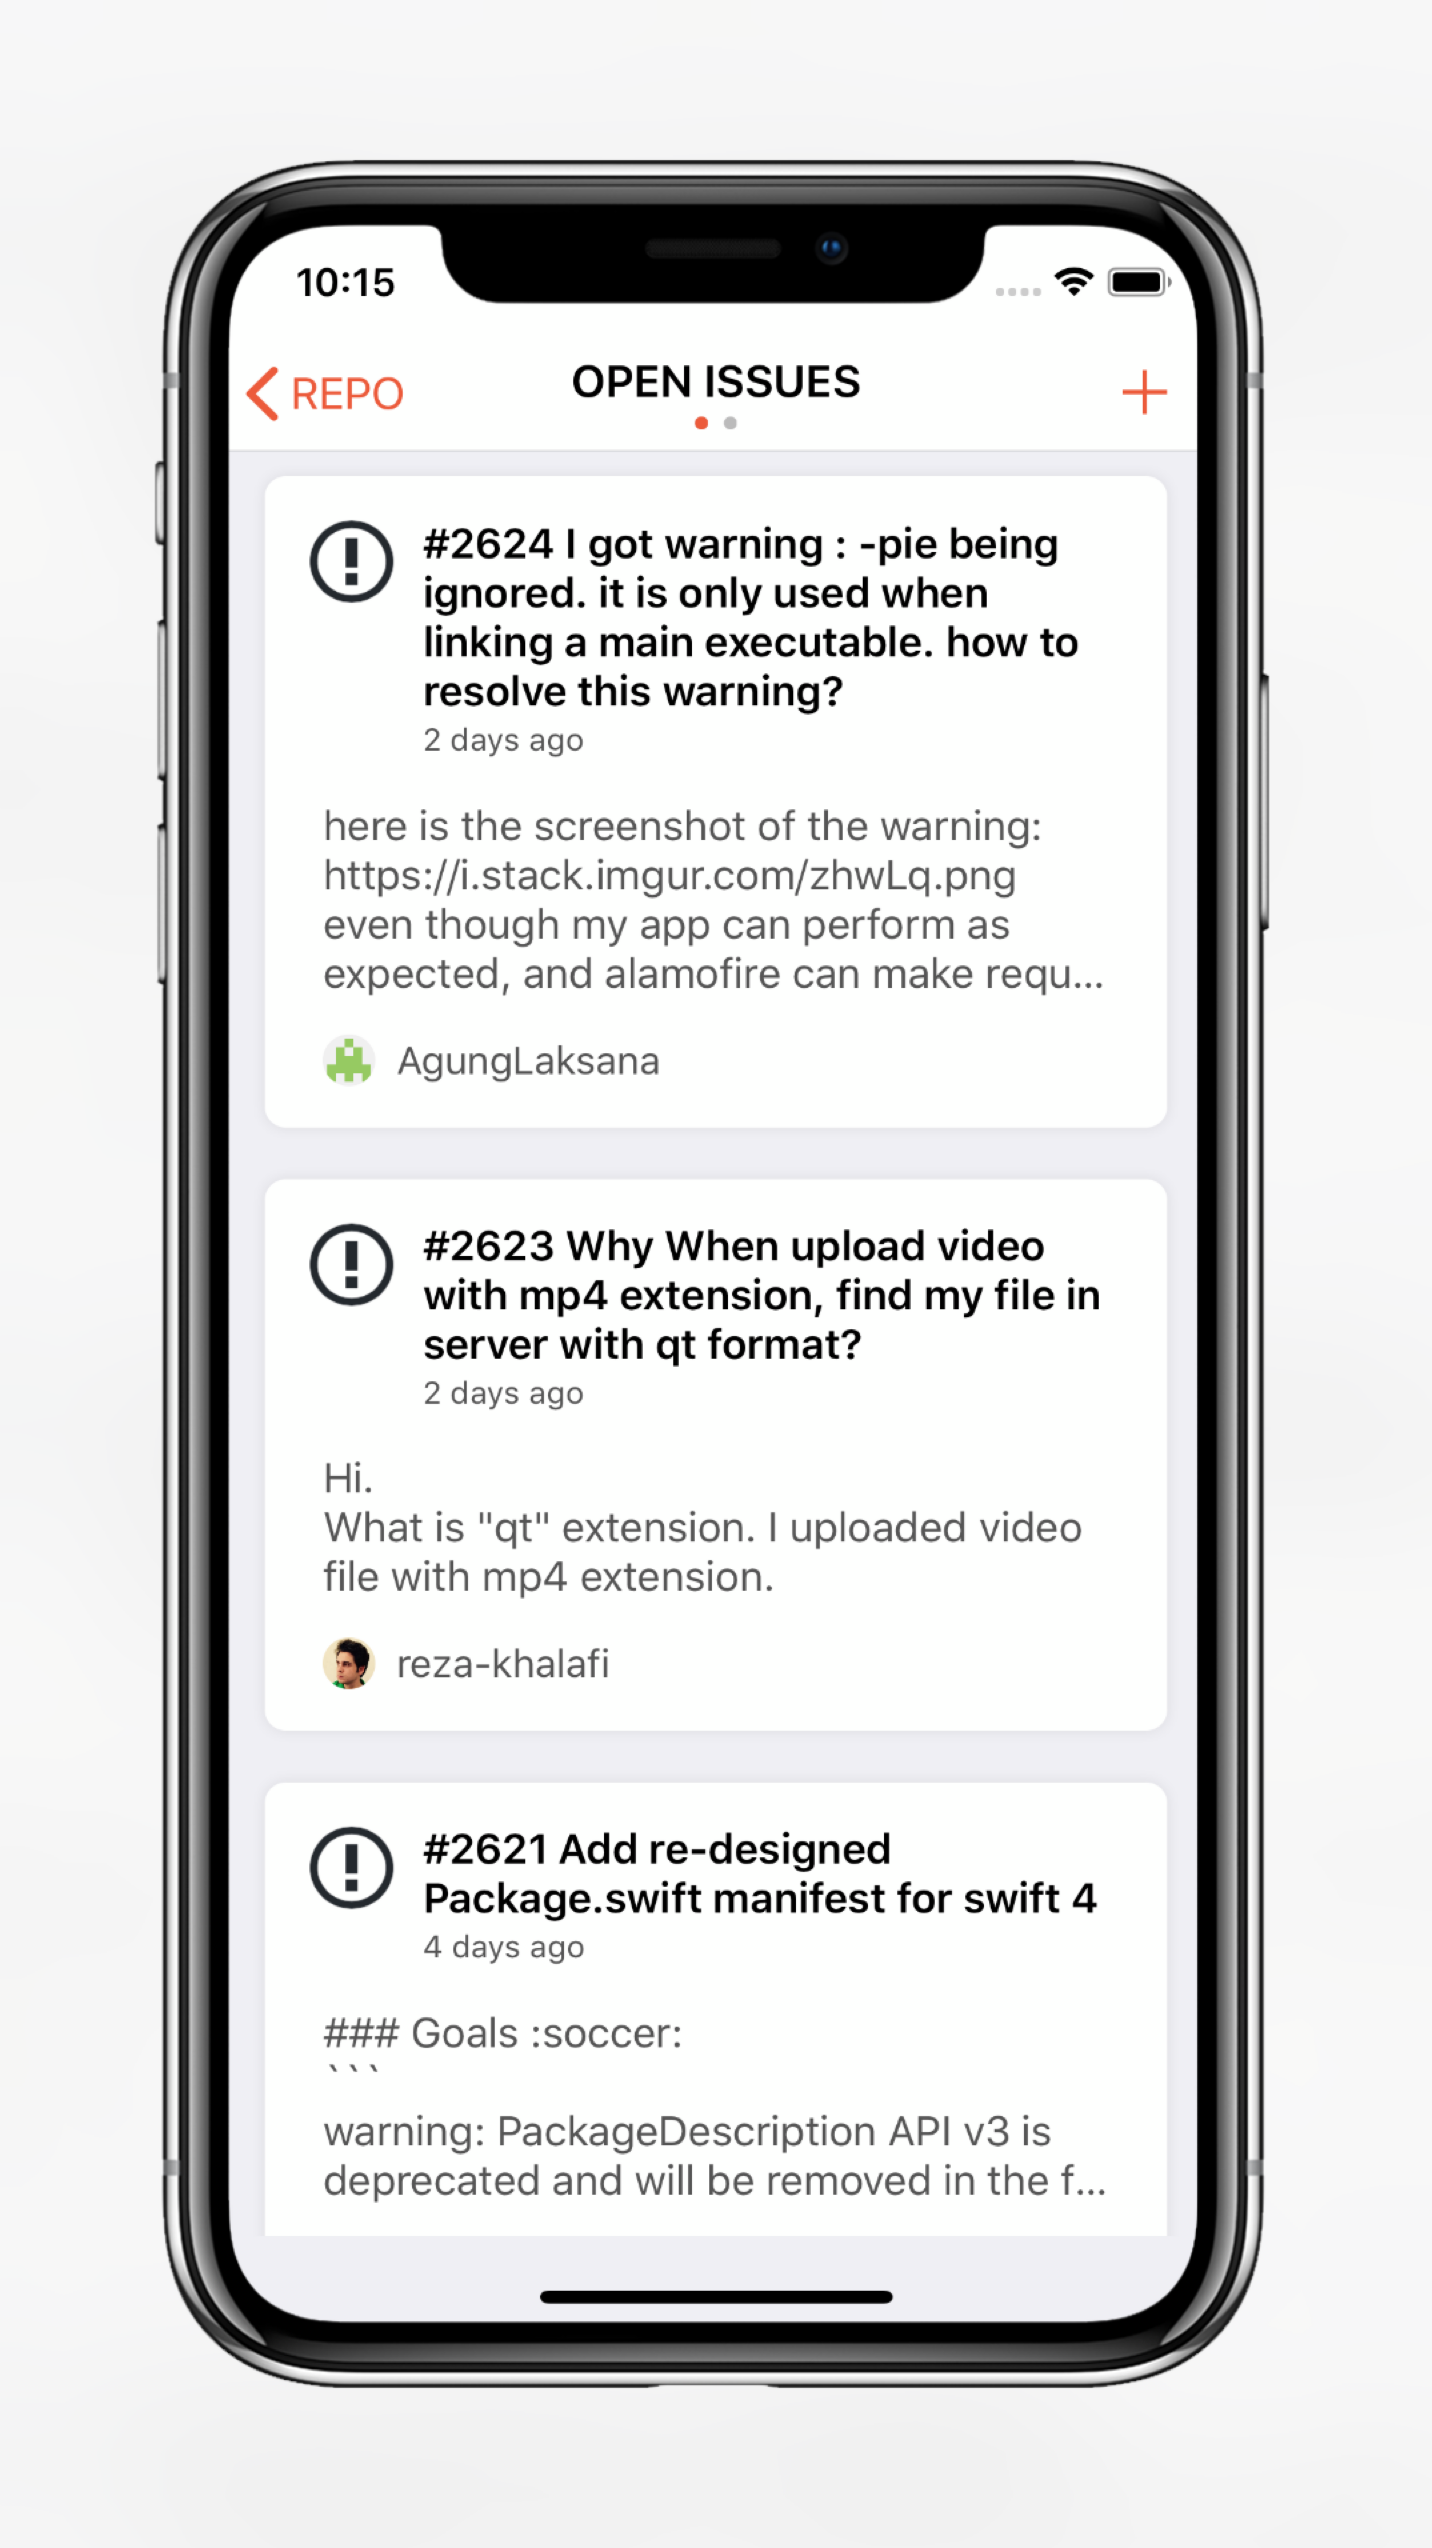 10:15
REPO
OPEN ISSUES
#2624 I got warning : -pie being
ignored. it is only used when
linking a main executable. how to
resolve this warning?
2 days ago
here is the screenshot of the warning:
https://i.stack.imgur.com/zhwLq.png
even though my app can perform as
expected, and alamofire can make requ...
AgungLaksana
#2623 Why When upload video
with mp4 extension, find my file in
server with qt format?
2 days ago
Hi.
What is "qt" extension. I uploaded video
file with mp4 extension.
reza-khalafi
#2621 Add re-designed
Package.swift manifest for swift 4
4 days ago
### Goals :soccer:
```
warning: PackageDescription API v3 is
deprecated and will be removed in the f...